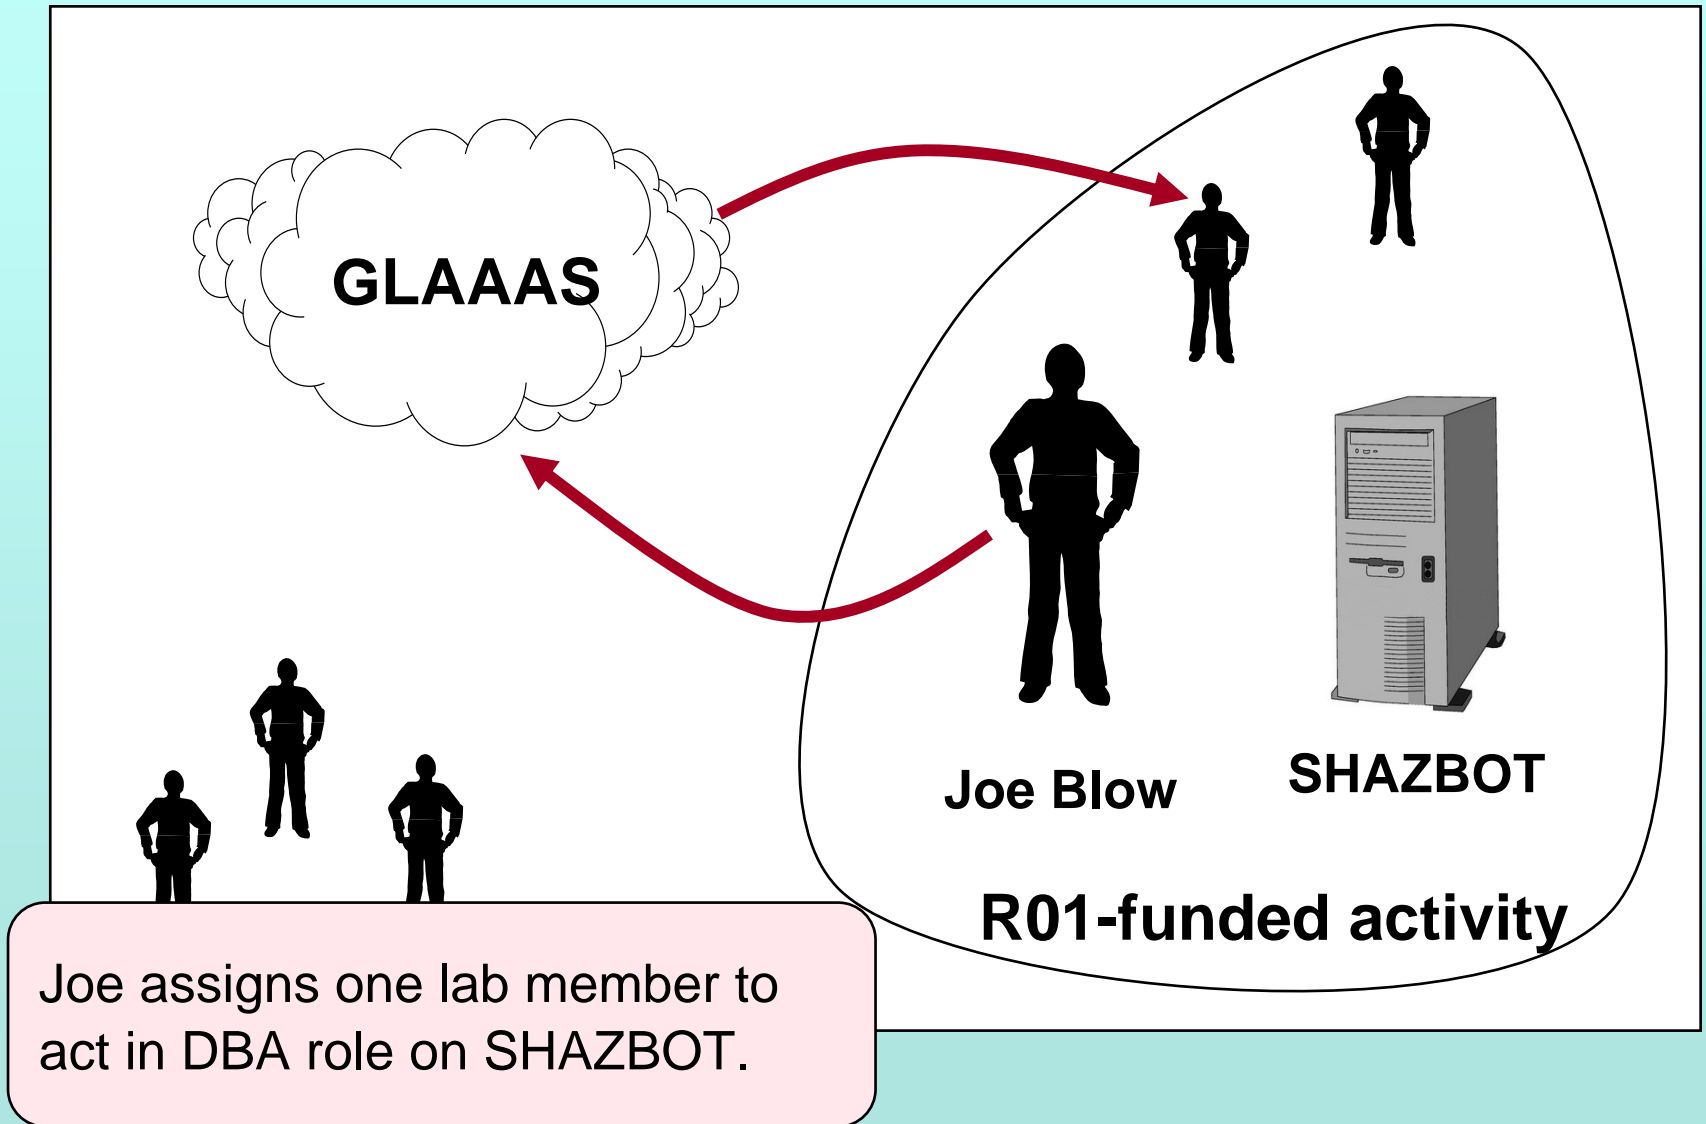 GLAAAS
Joe Blow
SHAZBOT
R01-funded activity
Joe assigns one lab member to
act in DBA role on SHAZBOT.